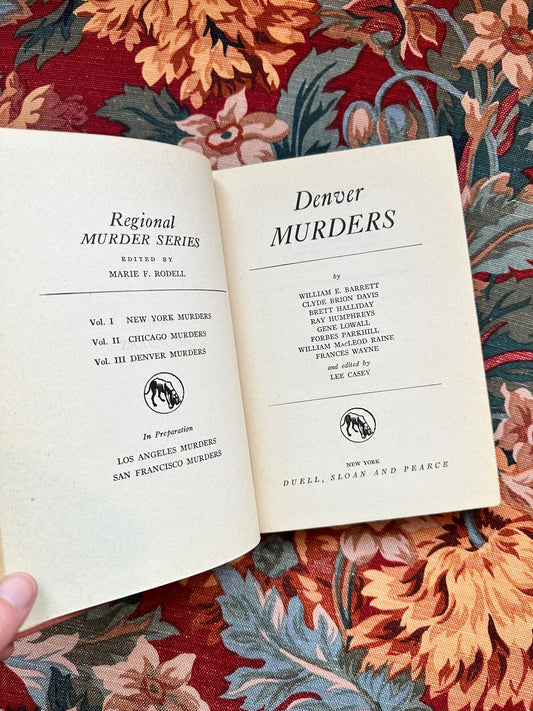 Regional
MURDER SERIES
EDITED BY
MARIE F. RODELL
Vol. I NEW YORK MURDERS
Vol. II CHICAGO MURDERS
Vol. III DENVER MURDERS
In Preparation
LOS ANGELES MURDERS
SAN FRANCISCO MURDERS
Denver
MURDERS
by
WILLIAM E. BARRETT
CLYDE BRION DAVIS
BRETT HALLIDAY
RAY HUMPHREYS
GENE LOWALL
FORBES PARKHILL
WILLIAM MacLEOD RAINE
FRANCES WAYNE
and edited by
LEE CASEY
NEW YORK
DUELL, SLOAN AND PEARCE